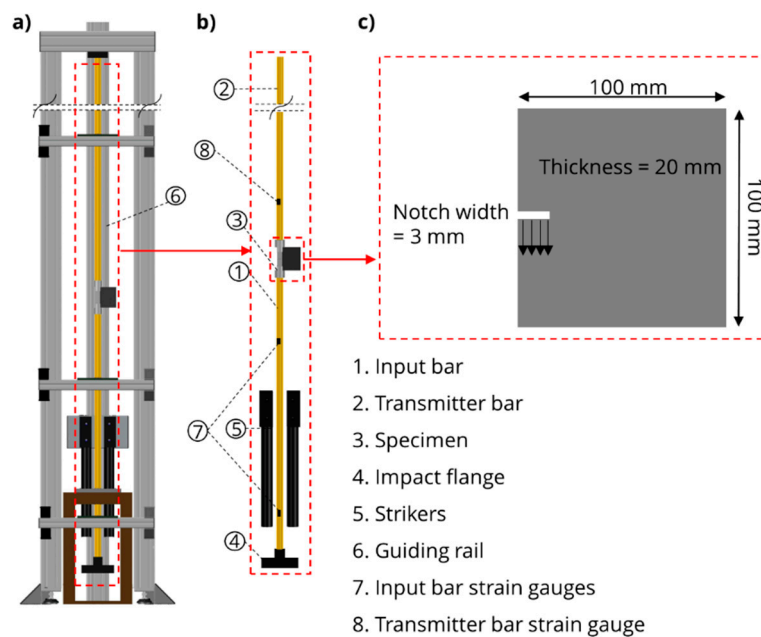 a)
b)
c)
100 mm
Thickness = 20 mm
100 mm
Notch width
= 3 mm
②
⑧
⑥
③
①
⑦
⑤
④
1. Input bar
2. Transmitter bar
3. Specimen
4. Impact flange
5. Strikers
6. Guiding rail
7. Input bar strain gauges
8. Transmitter bar strain gauge